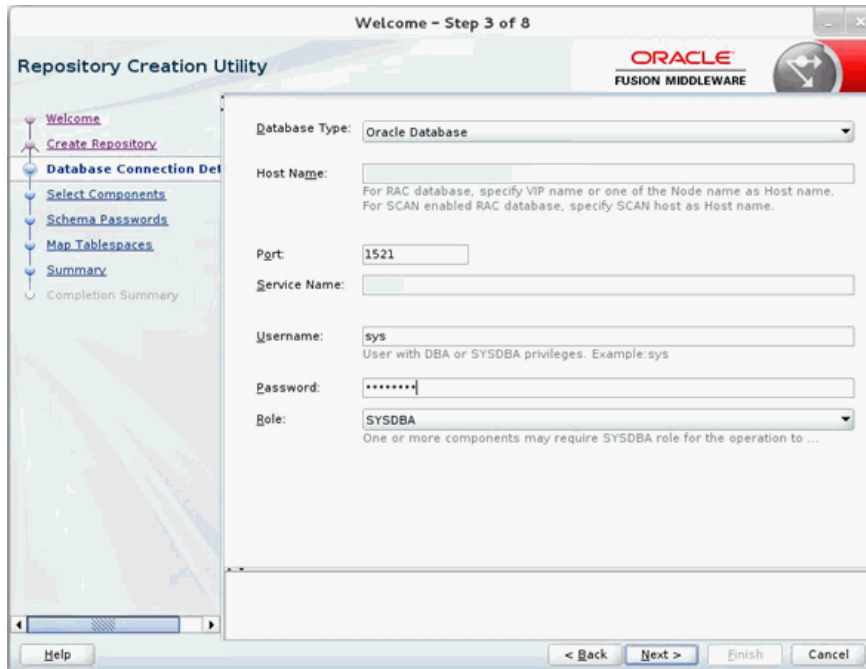 Welcome - Step 3 of 8
Repository Creation Utility
ORACLE
FUSION MIDDLEWARE
Welcome
Create Repository
Database Connection Det
Select Components
Schema Passwords
Map Tablespaces
Summary
Completion Summary
Database Type: Oracle Database
Host Name:
For RAC database, specify VIP name or one of the Node name as Host name.
For SCAN enabled RAC database, specify SCAN host as Host name.
Port: 1521
Service Name:
Username: sys
User with DBA or SYSDBA privileges. Example:sys
Password: ••••••••
Role: SYSDBA
One or more components may require SYSDBA role for the operation to ...
Help
< Back
Next >
Finish
Cancel